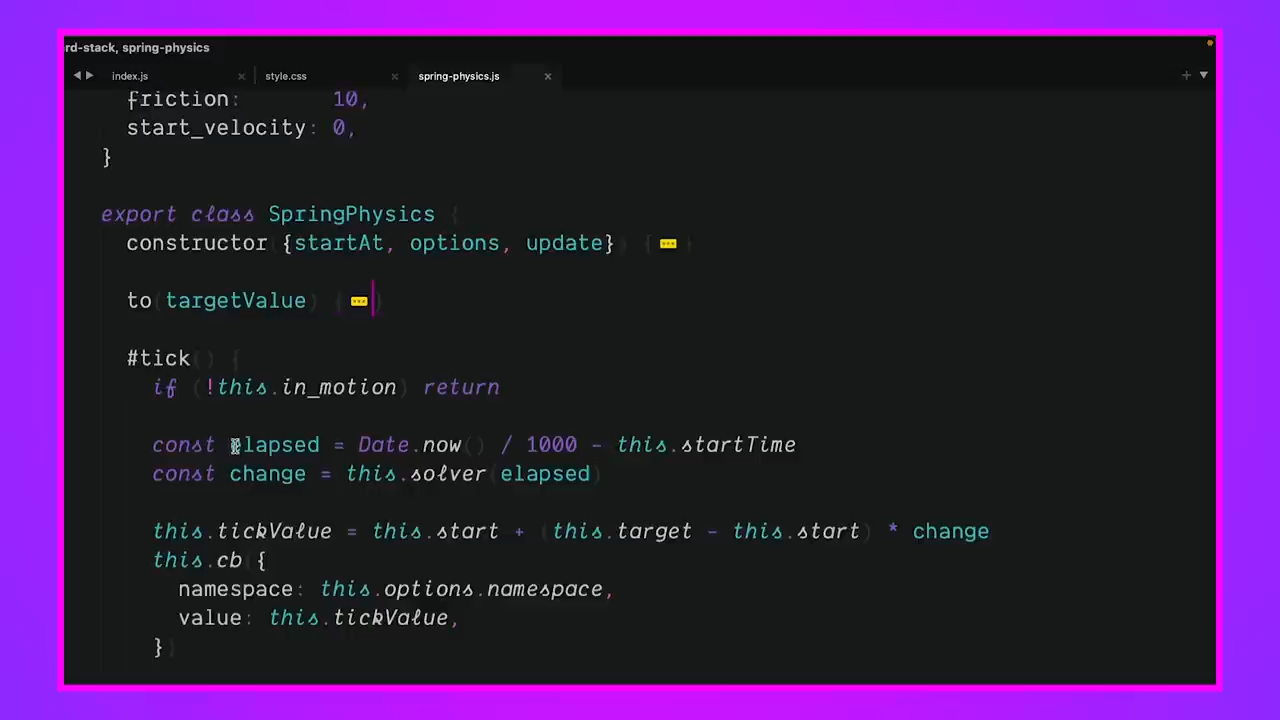 rd-stack, spring-physics
index.js style.css spring-physics.js
friction: 10,
start_velocity: 0,
}
export class SpringPhysics {
constructor({startAt, options, update}) { ··· }
to(targetValue) { ··· }
#tick() {
if (!this.in_motion) return
const elapsed = Date.now() / 1000 - this.startTime
const change = this.solver(elapsed)
this.tickValue = this.start + (this.target - this.start) * change
this.cb({
namespace: this.options.namespace,
value: this.tickValue,
})